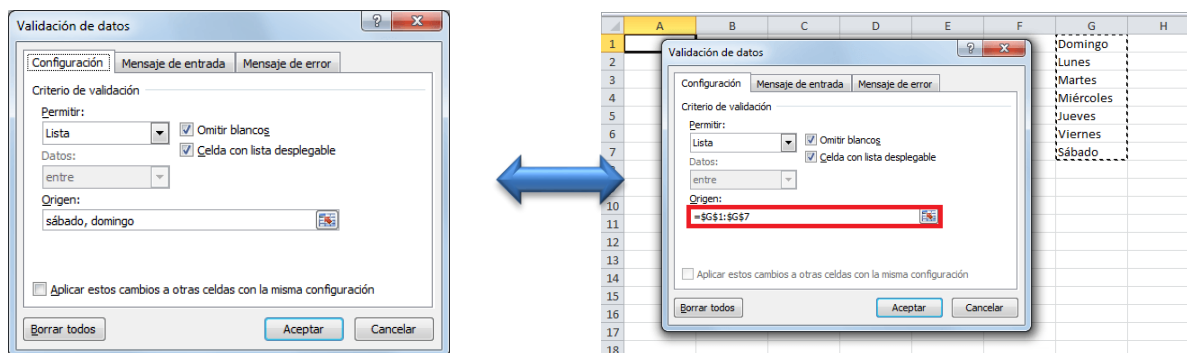 Validación de datos
Configuración Mensaje de entrada Mensaje de error
Criterio de validación
Permitir:
Lista
Omitir blancos
Celda con lista desplegable
Datos:
entre
Origen:
sábado, domingo
Aplicar estos cambios a otras celdas con la misma configuración
Borrar todos Aceptar Cancelar
A B C D E F G H
1 Domingo
2 Lunes
3 Martes
4 Miércoles
5 Jueves
6 Viernes
7 Sábado
10
11
12
13
14
15
16
17
18
Validación de datos
Configuración Mensaje de entrada Mensaje de error
Criterio de validación
Permitir:
Lista
Omitir blancos
Celda con lista desplegable
Datos:
entre
Origen:
=$G$1:$G$7
Aplicar estos cambios a otras celdas con la misma configuración
Borrar todos Aceptar Cancelar